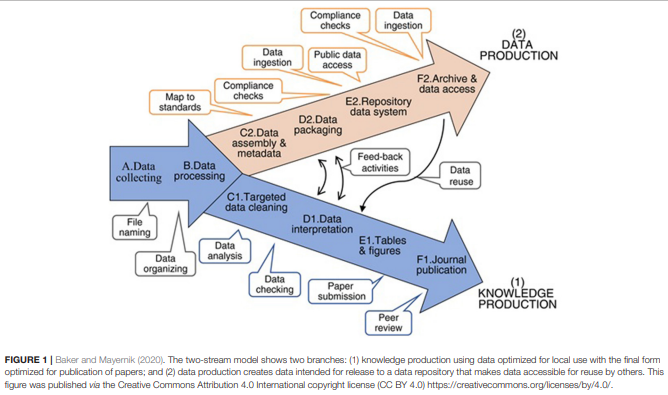 Compliance
checks
Data
ingestion
(2)
DATA
PRODUCTION
Data
ingestion
Public data
access
F2.Archive &
data access
Compliance
checks
E2.Repository
data system
Map to
standards
D2.Data
packaging
C2.Data
assembly &
metadata
A.Data
collecting
B.Data
processing
Feed-back
activities
Data
reuse
C1.Targeted
data cleaning
File
naming
D1.Data
interpretation
Data
organizing
Data
analysis
E1.Tables
& figures
Data
checking
F1.Journal
publication
Paper
submission
(1)
KNOWLEDGE
PRODUCTION
Peer
review
FIGURE 1 | Baker and Mayernik (2020). The two-stream model shows two branches: (1) knowledge production using data optimized for local use with the final form
optimized for publication of papers; and (2) data production creates data intended for release to a data repository that makes data accessible for reuse by others. This
figure was published via the Creative Commons Attribution 4.0 International copyright license (CC BY 4.0) https://creativecommons.org/licenses/by/4.0/.